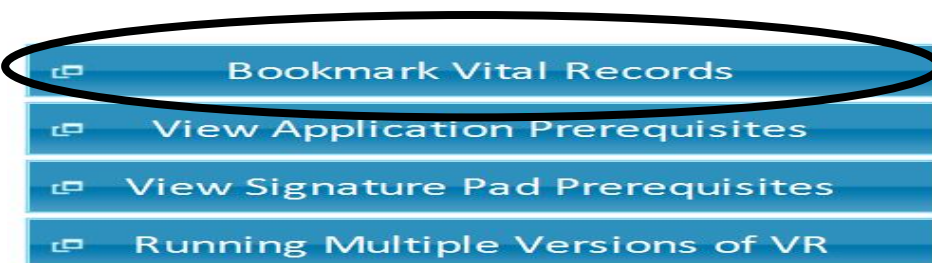 Bookmark Vital Records
View Application Prerequisites
View Signature Pad Prerequisites
Running Multiple Versions of VR